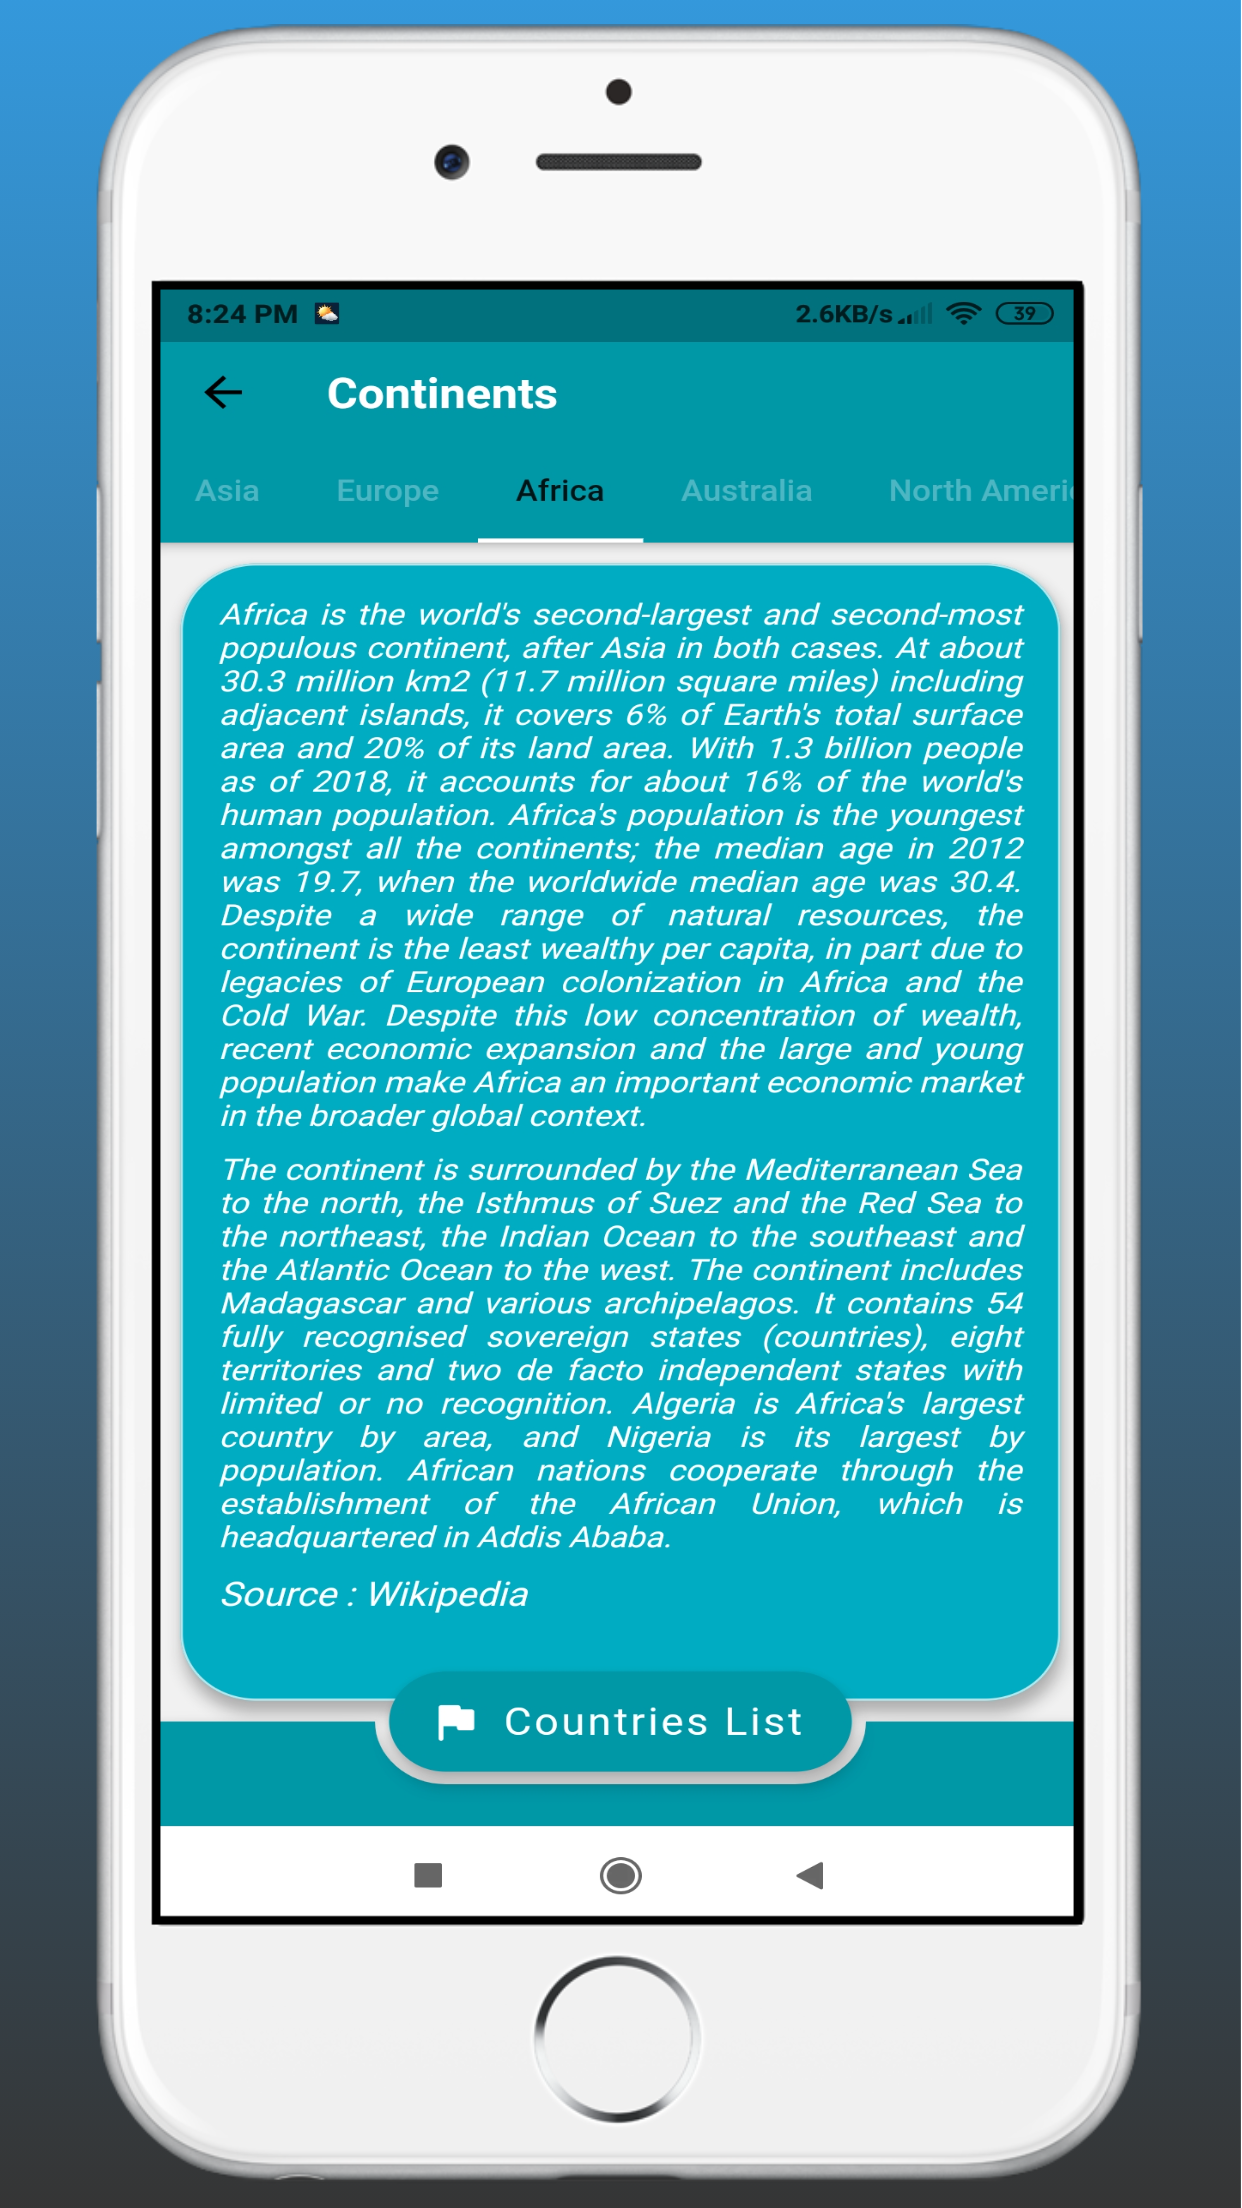 8:24 PM 2.6KB/s 39
Continents
Asia Europe Africa Australia North Ameri
Africa is the world's second-largest and second-most
populous continent, after Asia in both cases. At about
30.3 million km2 (11.7 million square miles) including
adjacent islands, it covers 6% of Earth's total surface
area and 20% of its land area. With 1.3 billion people
as of 2018, it accounts for about 16% of the world's
human population. Africa's population is the youngest
amongst all the continents; the median age in 2012
was 19.7, when the worldwide median age was 30.4.
Despite a wide range of natural resources, the
continent is the least wealthy per capita, in part due to
legacies of European colonization in Africa and the
Cold War. Despite this low concentration of wealth,
recent economic expansion and the large and young
population make Africa an important economic market
in the broader global context.
The continent is surrounded by the Mediterranean Sea
to the north, the Isthmus of Suez and the Red Sea to
the northeast, the Indian Ocean to the southeast and
the Atlantic Ocean to the west. The continent includes
Madagascar and various archipelagos. It contains 54
fully recognised sovereign states (countries), eight
territories and two de facto independent states with
limited or no recognition. Algeria is Africa's largest
country by area, and Nigeria is its largest by
population. African nations cooperate through the
establishment of the African Union, which is
headquartered in Addis Ababa.
Source : Wikipedia
Countries List